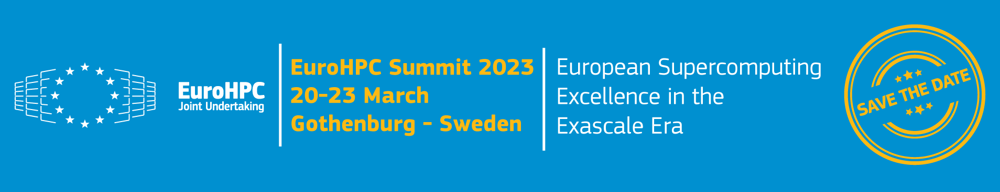 EuroHPC
Joint Undertaking
EuroHPC Summit 2023
20-23 March
Gothenburg - Sweden
European Supercomputing
Excellence in the
Exascale Era
SAVE THE DATE